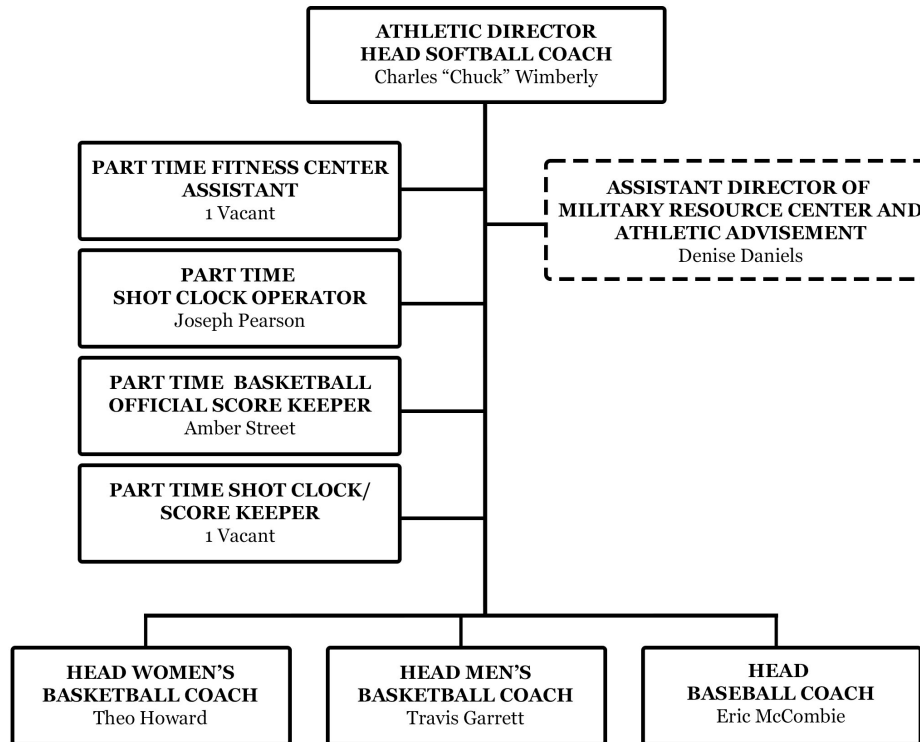 ATHLETIC DIRECTOR
HEAD SOFTBALL COACH
Charles “Chuck” Wimberly
PART TIME FITNESS CENTER
ASSISTANT
1 Vacant
ASSISTANT DIRECTOR OF
MILITARY RESOURCE CENTER AND
ATHLETIC ADVISEMENT
Denise Daniels
PART TIME
SHOT CLOCK OPERATOR
Joseph Pearson
PART TIME  BASKETBALL
OFFICIAL SCORE KEEPER
Amber Street
PART TIME SHOT CLOCK/
SCORE KEEPER
1 Vacant
HEAD WOMEN’S
BASKETBALL COACH
Theo Howard
HEAD MEN’S
BASKETBALL COACH
Travis Garrett
HEAD
BASEBALL COACH
Eric McCombie